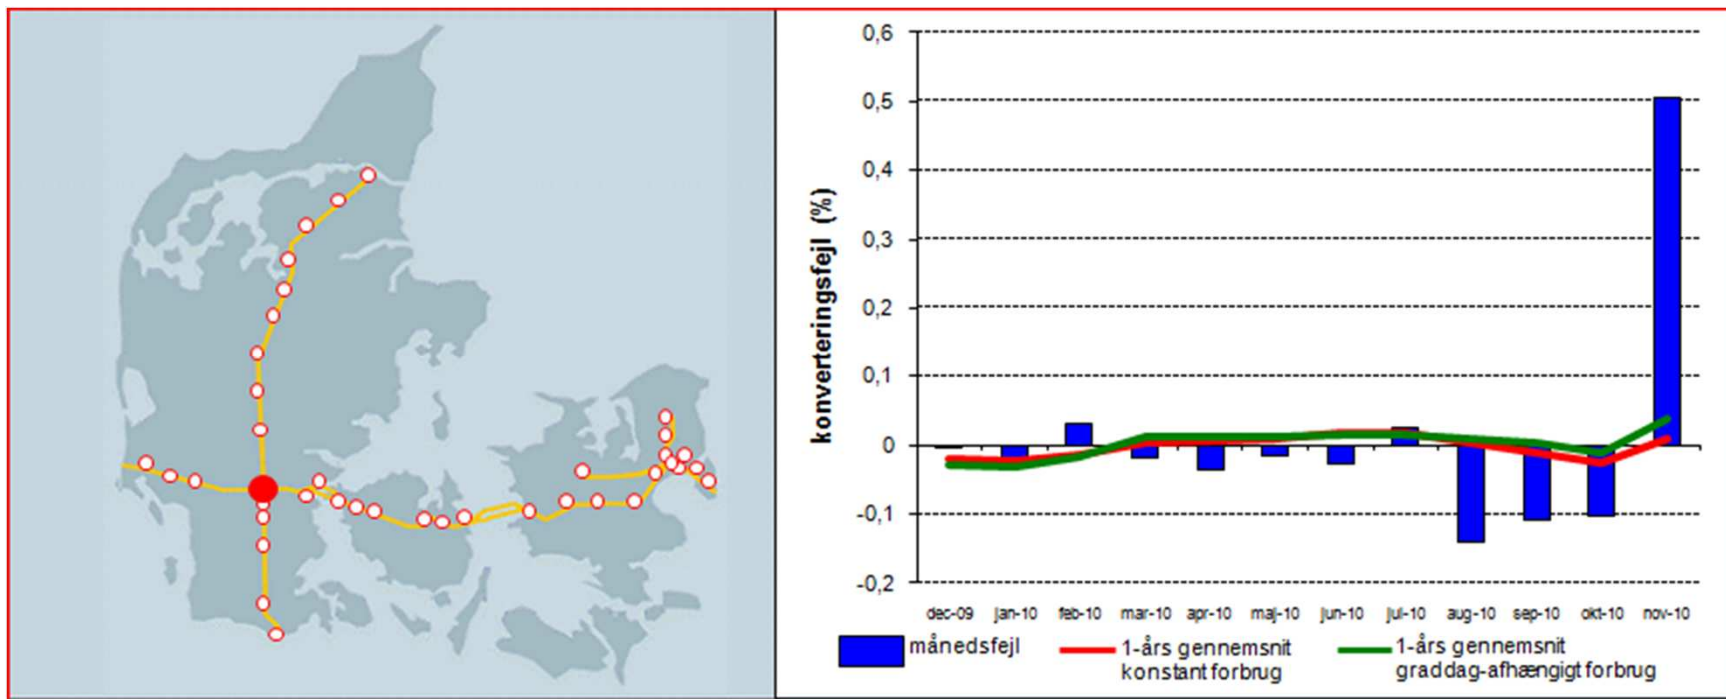 konverteringsfejl (%)
0,6
0,5
0,4
0,3
0,2
0,1
0
-0,1
-0,2
dec-09 jan-10 feb-10 mar-10 apr-10 maj-10 jun-10 jul-10 aug-10 sep-10 okt-10 nov-10
månedsfejl
1-års gennemsnit
konstant forbrug
1-års gennemsnit
graddag-afhængigt forbrug